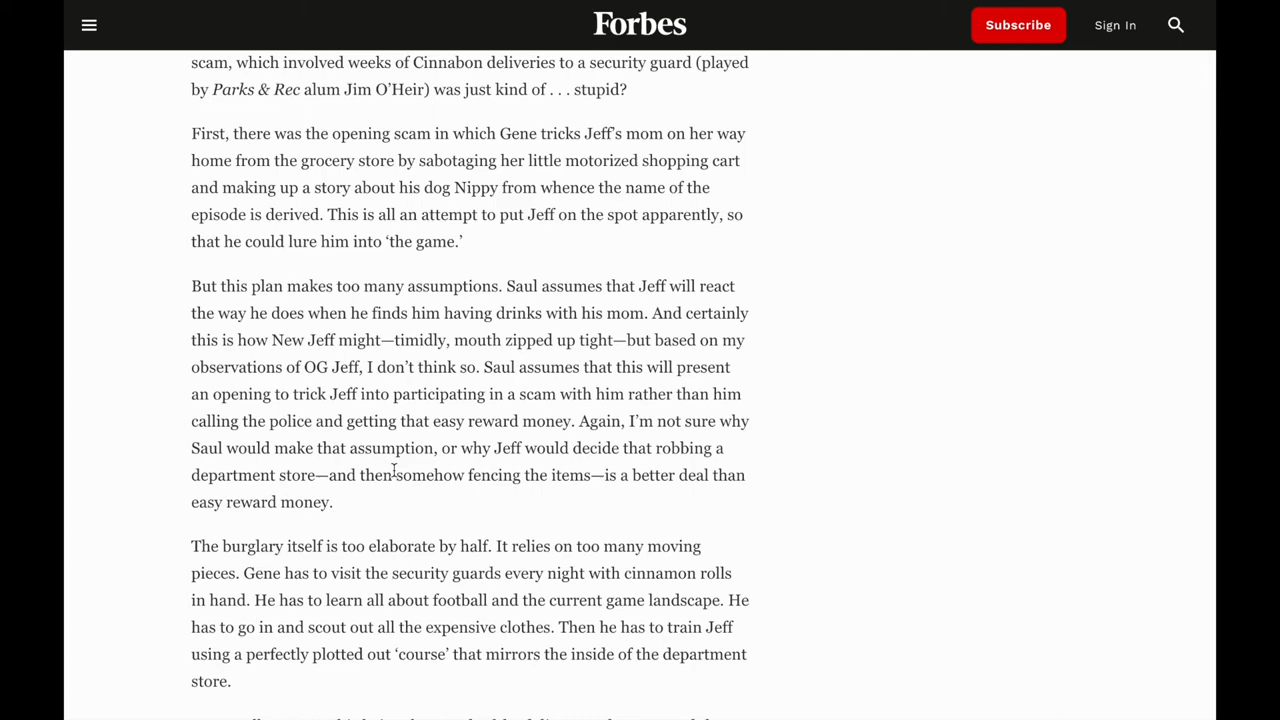 Forbes
Subscribe
Sign In
scam, which involved weeks of Cinnabon deliveries to a security guard (played
by Parks & Rec alum Jim O’Heir) was just kind of . . . stupid?
First, there was the opening scam in which Gene tricks Jeff’s mom on her way
home from the grocery store by sabotaging her little motorized shopping cart
and making up a story about his dog Nippy from whence the name of the
episode is derived. This is all an attempt to put Jeff on the spot apparently, so
that he could lure him into ‘the game.’
But this plan makes too many assumptions. Saul assumes that Jeff will react
the way he does when he finds him having drinks with his mom. And certainly
this is how New Jeff might—timidly, mouth zipped up tight—but based on my
observations of OG Jeff, I don’t think so. Saul assumes that this will present
an opening to trick Jeff into participating in a scam with him rather than him
calling the police and getting that easy reward money. Again, I’m not sure why
Saul would make that assumption, or why Jeff would decide that robbing a
department store—and then somehow fencing the items—is a better deal than
easy reward money.
The burglary itself is too elaborate by half. It relies on too many moving
pieces. Gene has to visit the security guards every night with cinnamon rolls
in hand. He has to learn all about football and the current game landscape. He
has to go in and scout out all the expensive clothes. Then he has to train Jeff
using a perfectly plotted out ‘course’ that mirrors the inside of the department
store.